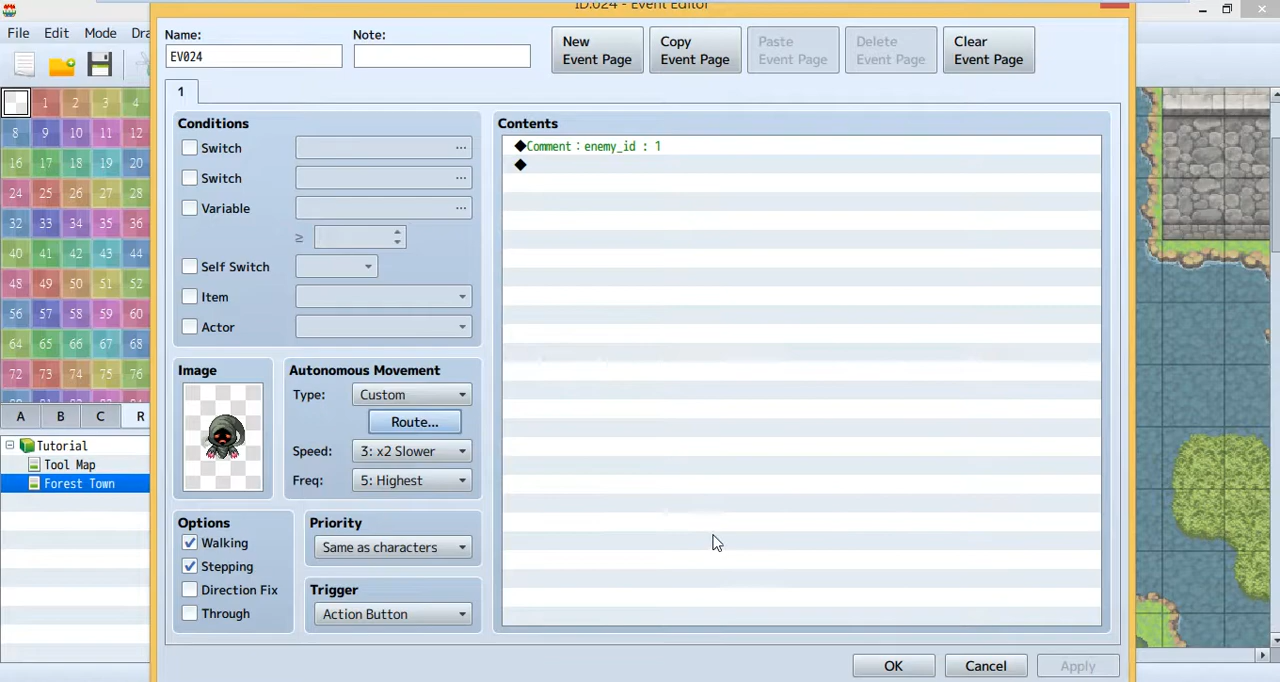 ID:024 - Event Editor
File Edit Mode Dra
Name:
EV024
Note:
New
Event Page
Copy
Event Page
Paste
Event Page
Delete
Event Page
Clear
Event Page
1
1 2 3 4
8 9 10 11 12
16 17 18 19 20
24 25 26 27 28
32 33 34 35 36
40 41 42 43 44
48 49 50 51 52
56 57 58 59 60
64 65 66 67 68
72 73 74 75 76
A B C R
Tutorial
Tool Map
Forest Town
Conditions
Switch ...
Switch ...
Variable ...
≥
Self Switch
Item
Actor
Image
Autonomous Movement
Type: Custom
Route...
Speed: 3: x2 Slower
Freq: 5: Highest
Options
Walking
Stepping
Direction Fix
Through
Priority
Same as characters
Trigger
Action Button
Contents
◆Comment：enemy_id : 1
◆
OK Cancel Apply